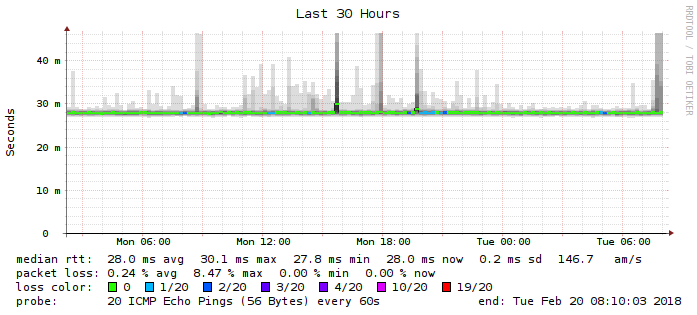 Last 30 Hours
RRDTOOL / TOBI OETIKER
Seconds
40 m
30 m
20 m
10 m
0
Mon 06:00 Mon 12:00 Mon 18:00 Tue 00:00 Tue 06:00
median rtt: 28.0 ms avg 30.1 ms max 27.8 ms min 28.0 ms now 0.2 ms sd 146.7 am/s
packet loss: 0.24 % avg 8.47 % max 0.00 % min 0.00 % now
loss color: 0 1/20 2/20 3/20 4/20 10/20 19/20
probe: 20 ICMP Echo Pings (56 Bytes) every 60s end: Tue Feb 20 08:10:03 2018